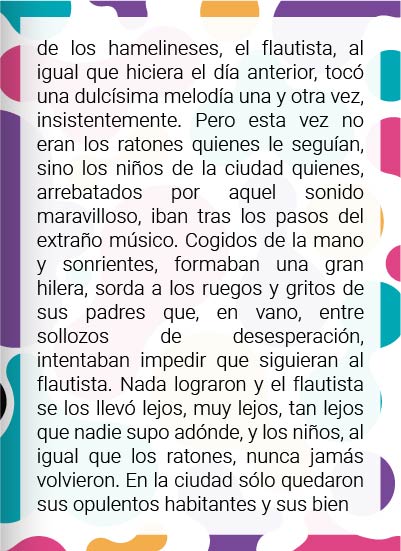 de los hamelineses, el flautista, al
igual que hiciera el día anterior, tocó
una dulcísima melodía una y otra vez,
insistentemente. Pero esta vez no
eran los ratones quienes le seguían,
sino los niños de la ciudad quienes,
arrebatados por aquel sonido
maravilloso, iban tras los pasos del
extraño músico. Cogidos de la mano
y sonrientes, formaban una gran
hilera, sorda a los ruegos y gritos de
sus padres que, en vano, entre
sollozos de desesperación,
intentaban impedir que siguieran al
flautista. Nada lograron y el flautista
se los llevó lejos, muy lejos, tan lejos
que nadie supo adónde, y los niños, al
igual que los ratones, nunca jamás
volvieron. En la ciudad sólo quedaron
sus opulentos habitantes y sus bien